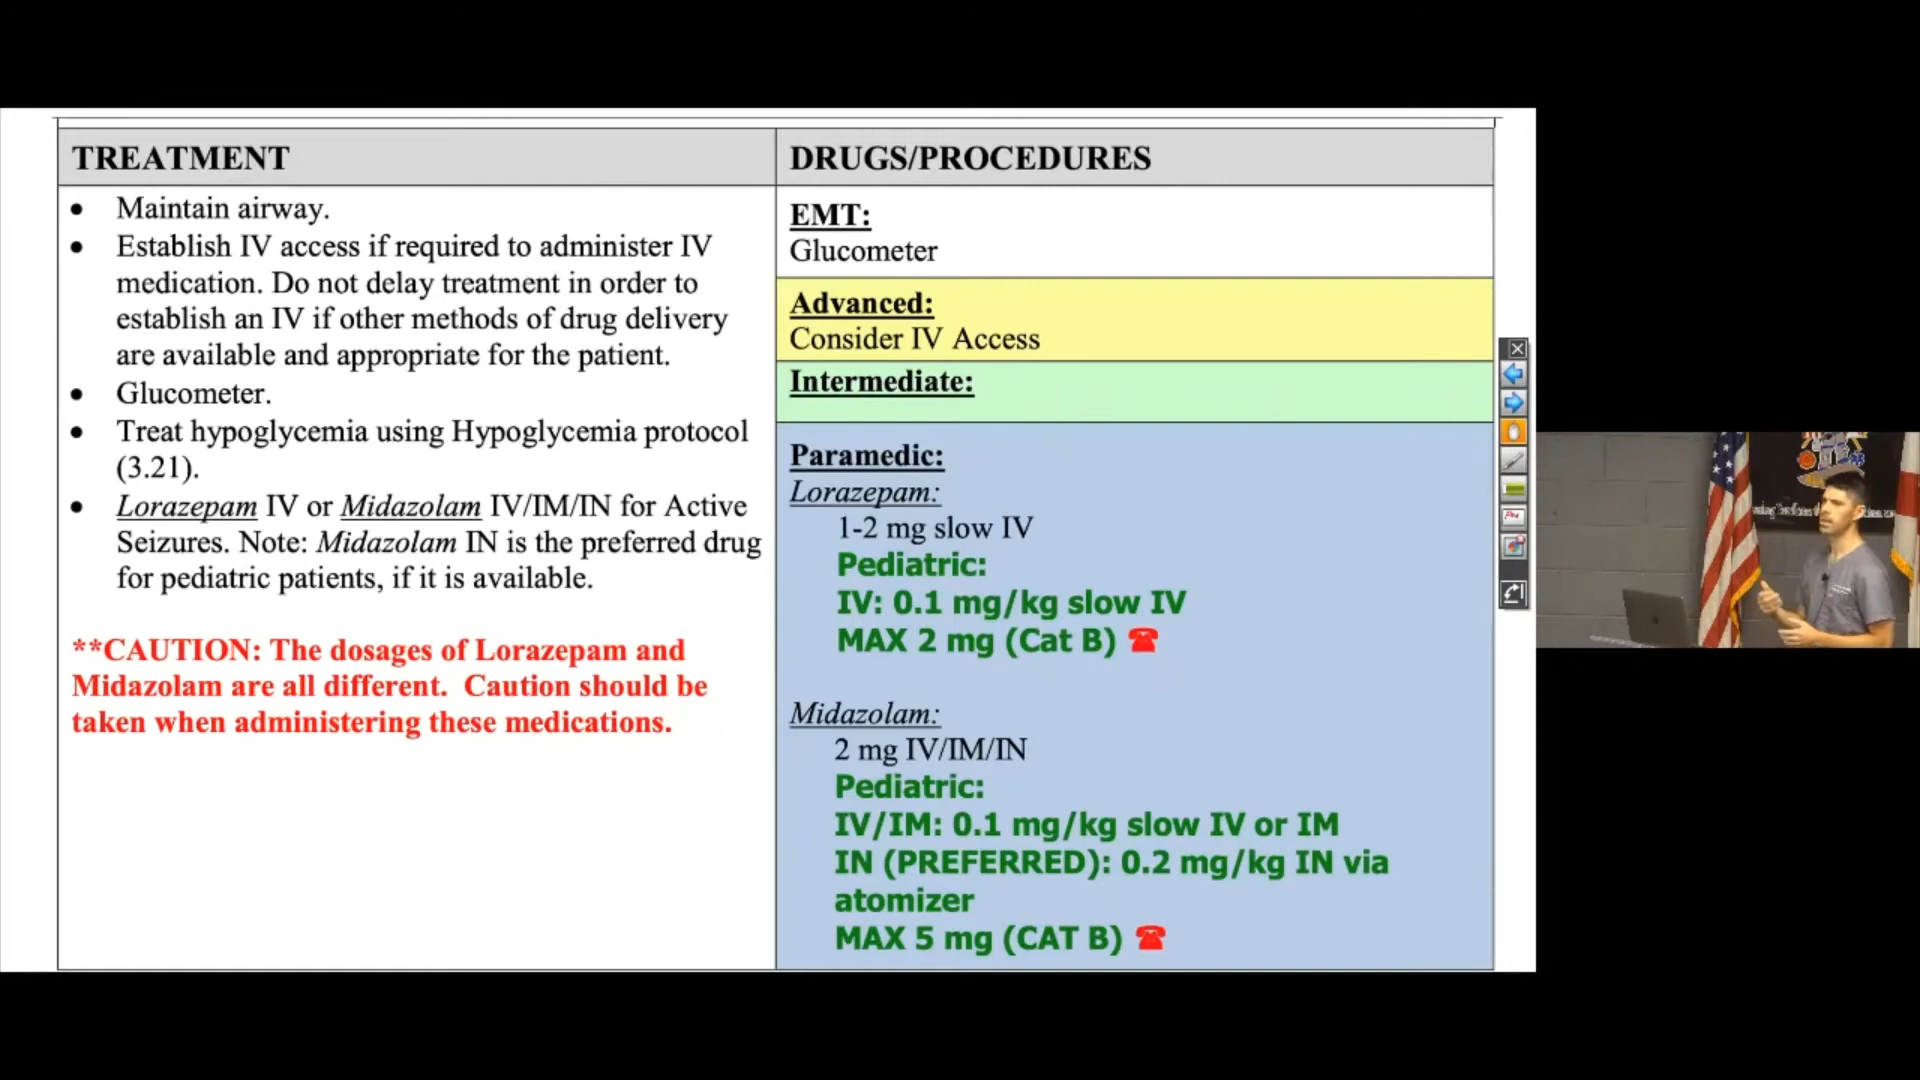 TREATMENT
DRUGS/PROCEDURES
• Maintain airway.
• Establish IV access if required to administer IV
medication. Do not delay treatment in order to
establish an IV if other methods of drug delivery
are available and appropriate for the patient.
• Glucometer.
• Treat hypoglycemia using Hypoglycemia protocol
(3.21).
• Lorazepam IV or Midazolam IV/IM/IN for Active
Seizures. Note: Midazolam IN is the preferred drug
for pediatric patients, if it is available.
**CAUTION: The dosages of Lorazepam and
Midazolam are all different.  Caution should be
taken when administering these medications.
EMT:
Glucometer
Advanced:
Consider IV Access
Intermediate:
Paramedic:
Lorazepam:
1-2 mg slow IV
Pediatric:
IV: 0.1 mg/kg slow IV
MAX 2 mg (Cat B) ☎
Midazolam:
2 mg IV/IM/IN
Pediatric:
IV/IM: 0.1 mg/kg slow IV or IM
IN (PREFERRED): 0.2 mg/kg IN via
atomizer
MAX 5 mg (CAT B) ☎